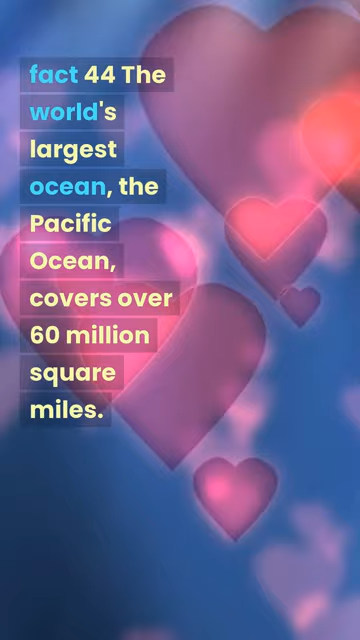 fact 44 The
world's
largest
ocean, the
Pacific
Ocean,
covers over
60 million
square
miles.